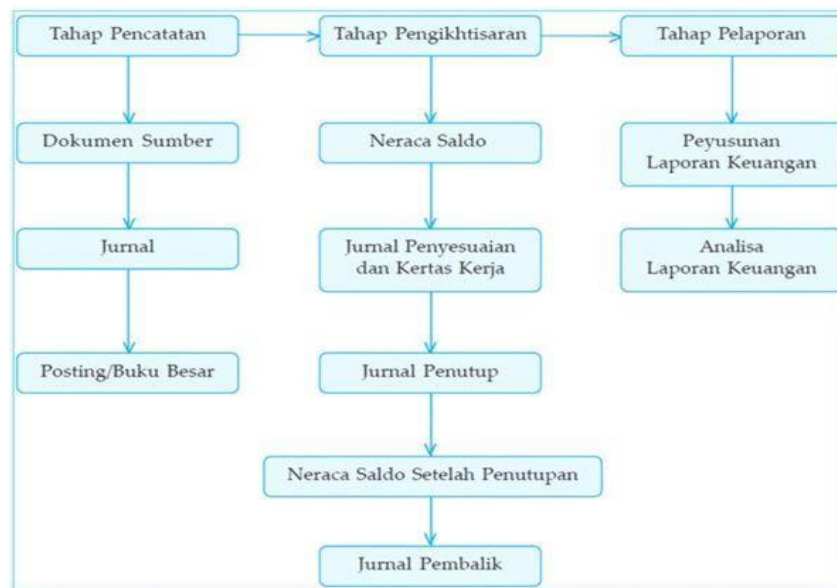 Tahap Pencatatan
Tahap Pengikhtisaran
Tahap Pelaporan
Dokumen Sumber
Neraca Saldo
Peyusunan
Laporan Keuangan
Jurnal
Jurnal Penyesuaian
dan Kertas Kerja
Analisa
Laporan Keuangan
Posting/Buku Besar
Jurnal Penutup
Neraca Saldo Setelah Penutupan
Jurnal Pembalik